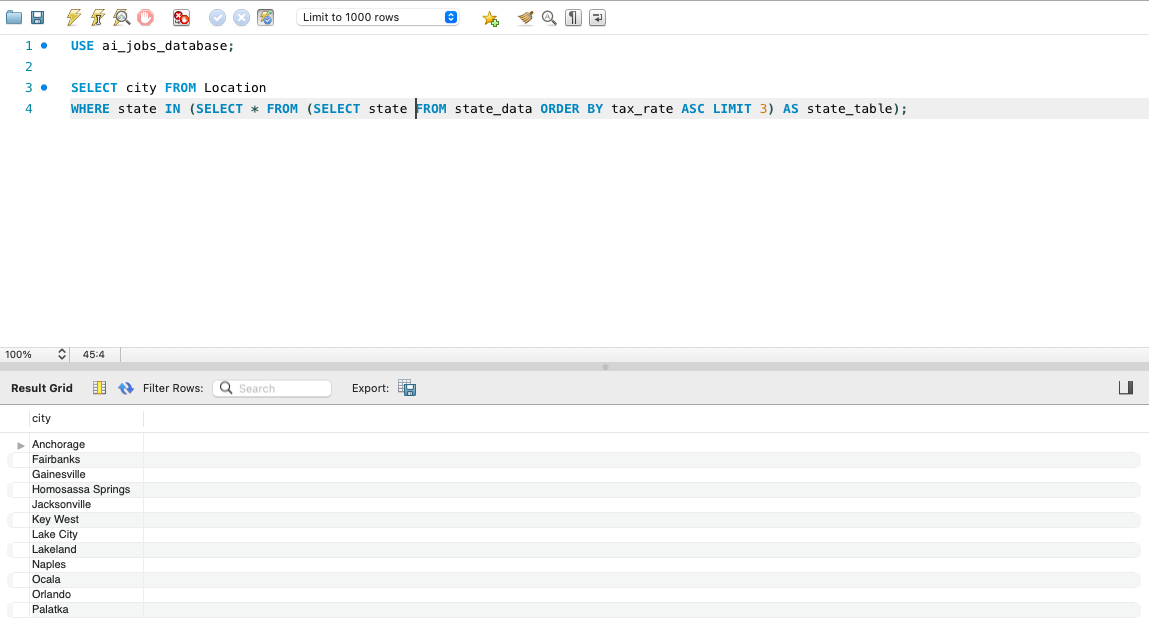 Limit to 1000 rows
1 USE ai_jobs_database;
2
3 SELECT city FROM Location
4 WHERE state IN (SELECT * FROM (SELECT state FROM state_data ORDER BY tax_rate ASC LIMIT 3) AS state_table);
100% 45:4
Result Grid Filter Rows: Search Export:
city
Anchorage
Fairbanks
Gainesville
Homosassa Springs
Jacksonville
Key West
Lake City
Lakeland
Naples
Ocala
Orlando
Palatka